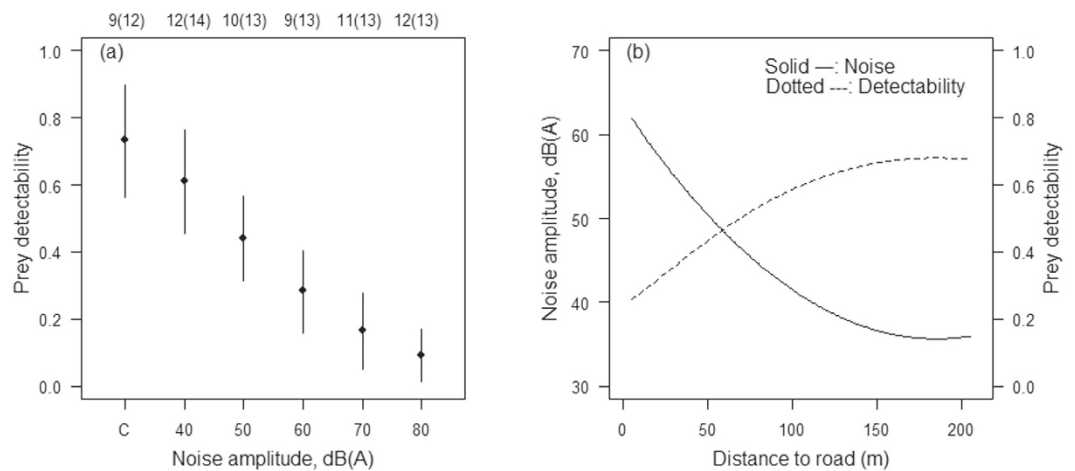 9(12) 12(14) 10(13) 9(13) 11(13) 12(13)
(a)
1.0
0.8
0.6
0.4
0.2
0.0
Prey detectability
C 40 50 60 70 80
Noise amplitude, dB(A)
(b)
Solid —: Noise
Dotted ---: Detectability
70
60
50
40
30
Noise amplitude, dB(A)
1.0
0.8
0.6
0.4
0.2
0.0
Prey detectability
0 50 100 150 200
Distance to road (m)